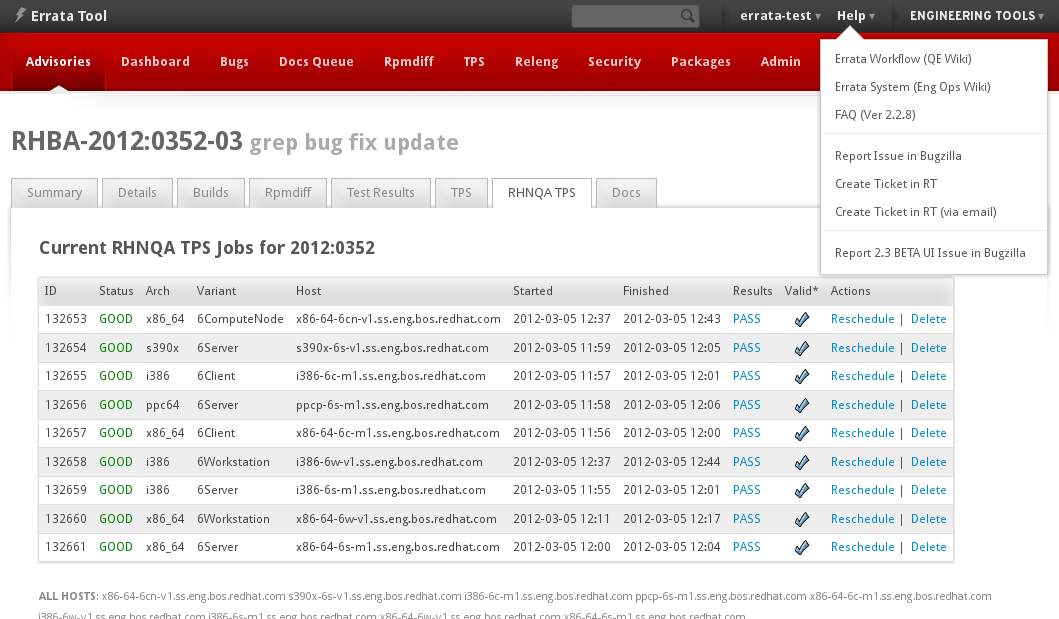 Errata Tool errata-test ▾ Help ▾ ENGINEERING TOOLS ▾
Advisories Dashboard Bugs Docs Queue Rpmdiff TPS Releng Security Packages Admin
Errata Workflow (QE Wiki)
Errata System (Eng Ops Wiki)
FAQ (Ver 2.2.8)
Report Issue in Bugzilla
Create Ticket in RT
Create Ticket in RT (via email)
Report 2.3 BETA UI Issue in Bugzilla
RHBA-2012:0352-03 grep bug fix update
Summary Details Builds Rpmdiff Test Results TPS RHNQA TPS Docs
Current RHNQA TPS Jobs for 2012:0352
ID Status Arch Variant Host Started Finished Results Valid* Actions
132653 GOOD x86_64 6ComputeNode x86-64-6cn-v1.ss.eng.bos.redhat.com 2012-03-05 12:37 2012-03-05 12:43 PASS Reschedule | Delete
132654 GOOD s390x 6Server s390x-6s-v1.ss.eng.bos.redhat.com 2012-03-05 11:59 2012-03-05 12:05 PASS Reschedule | Delete
132655 GOOD i386 6Client i386-6c-m1.ss.eng.bos.redhat.com 2012-03-05 11:57 2012-03-05 12:01 PASS Reschedule | Delete
132656 GOOD ppc64 6Server ppcp-6s-m1.ss.eng.bos.redhat.com 2012-03-05 11:58 2012-03-05 12:06 PASS Reschedule | Delete
132657 GOOD x86_64 6Client x86-64-6c-m1.ss.eng.bos.redhat.com 2012-03-05 11:56 2012-03-05 12:00 PASS Reschedule | Delete
132658 GOOD i386 6Workstation i386-6w-v1.ss.eng.bos.redhat.com 2012-03-05 12:37 2012-03-05 12:44 PASS Reschedule | Delete
132659 GOOD i386 6Server i386-6s-m1.ss.eng.bos.redhat.com 2012-03-05 11:55 2012-03-05 12:01 PASS Reschedule | Delete
132660 GOOD x86_64 6Workstation x86-64-6w-v1.ss.eng.bos.redhat.com 2012-03-05 12:11 2012-03-05 12:17 PASS Reschedule | Delete
132661 GOOD x86_64 6Server x86-64-6s-m1.ss.eng.bos.redhat.com 2012-03-05 12:00 2012-03-05 12:04 PASS Reschedule | Delete
ALL HOSTS: x86-64-6cn-v1.ss.eng.bos.redhat.com s390x-6s-v1.ss.eng.bos.redhat.com i386-6c-m1.ss.eng.bos.redhat.com ppcp-6s-m1.ss.eng.bos.redhat.com x86-64-6c-m1.ss.eng.bos.redhat.com
i386-6w-v1.ss.eng.bos.redhat.com i386-6s-m1.ss.eng.bos.redhat.com x86-64-6w-v1.ss.eng.bos.redhat.com x86-64-6s-m1.ss.eng.bos.redhat.com